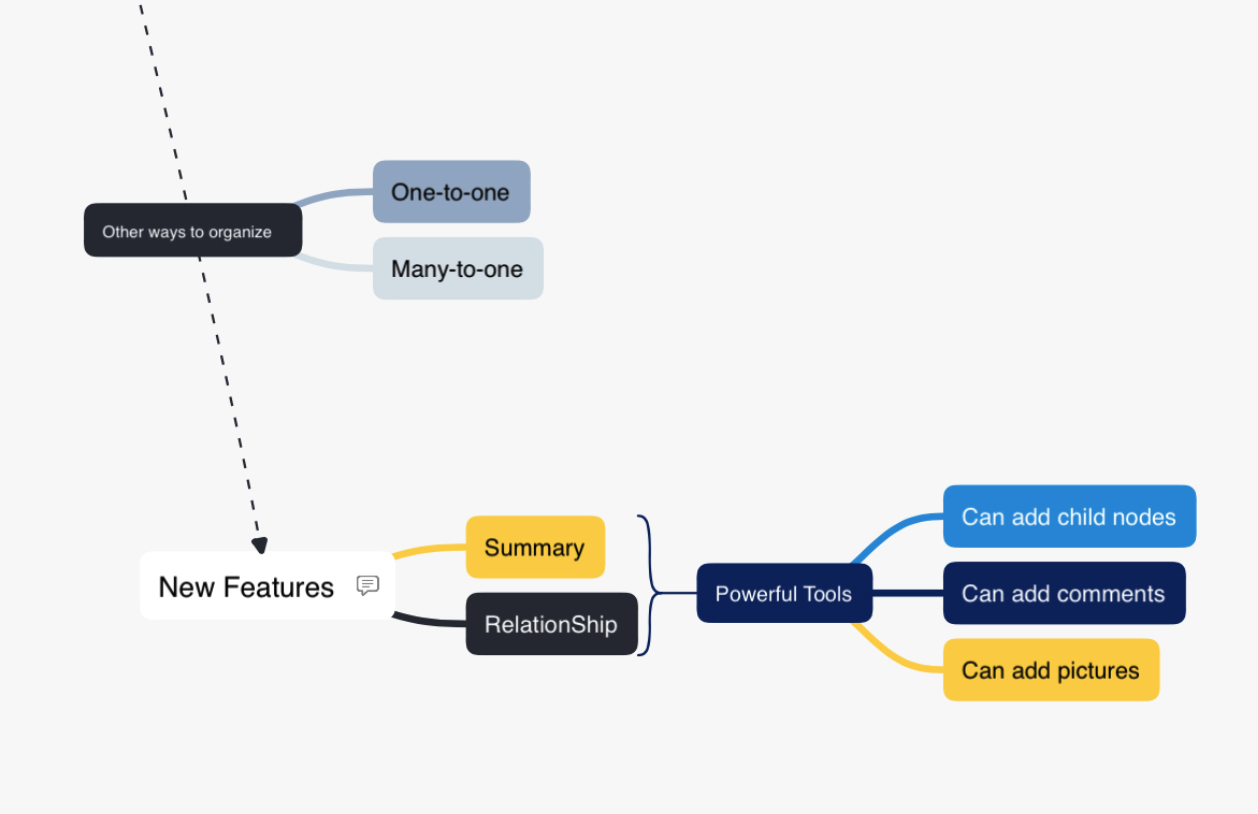 Other ways to organize
One-to-one
Many-to-one
New Features
Summary
RelationShip
Powerful Tools
Can add child nodes
Can add comments
Can add pictures